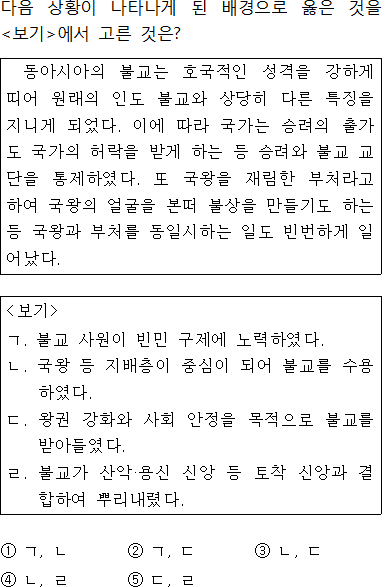 다음 상황이 나타나게 된 배경으로 옳은 것을
<보기>에서 고른 것은?
동아시아의 불교는 호국적인 성격을 강하게
띠어 원래의 인도 불교와 상당히 다른 특징을
지니게 되었다. 이에 따라 국가는 승려의 출가
도 국가의 허락을 받게 하는 등 승려와 불교 교
단을 통제하였다. 또 국왕을 재림한 부처라고
하여 국왕의 얼굴을 본떠 불상을 만들기도 하는
등 국왕과 부처를 동일시하는 일도 빈번하게 일
어났다.
<보기>
ㄱ. 불교 사원이 빈민 구제에 노력하였다.
ㄴ. 국왕 등 지배층이 중심이 되어 불교를 수용
하였다.
ㄷ. 왕권 강화와 사회 안정을 목적으로 불교를
받아들였다.
ㄹ. 불교가 산악·용신 신앙 등 토착 신앙과 결
합하여 뿌리내렸다.
① ㄱ, ㄴ ② ㄱ, ㄷ ③ ㄴ, ㄷ
④ ㄴ, ㄹ ⑤ ㄷ, ㄹ